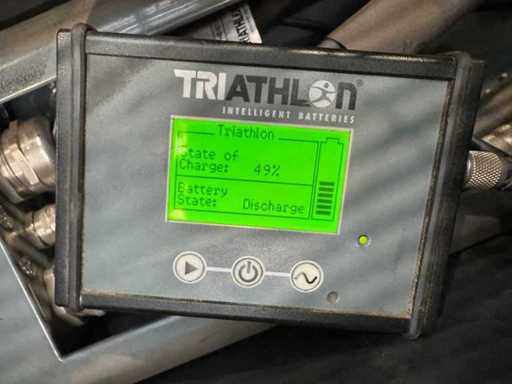 TRIATHLON®
INTELLIGENT BATTERIES
Triathlon
State of
Charge: 49%
Battery
State: Discharge